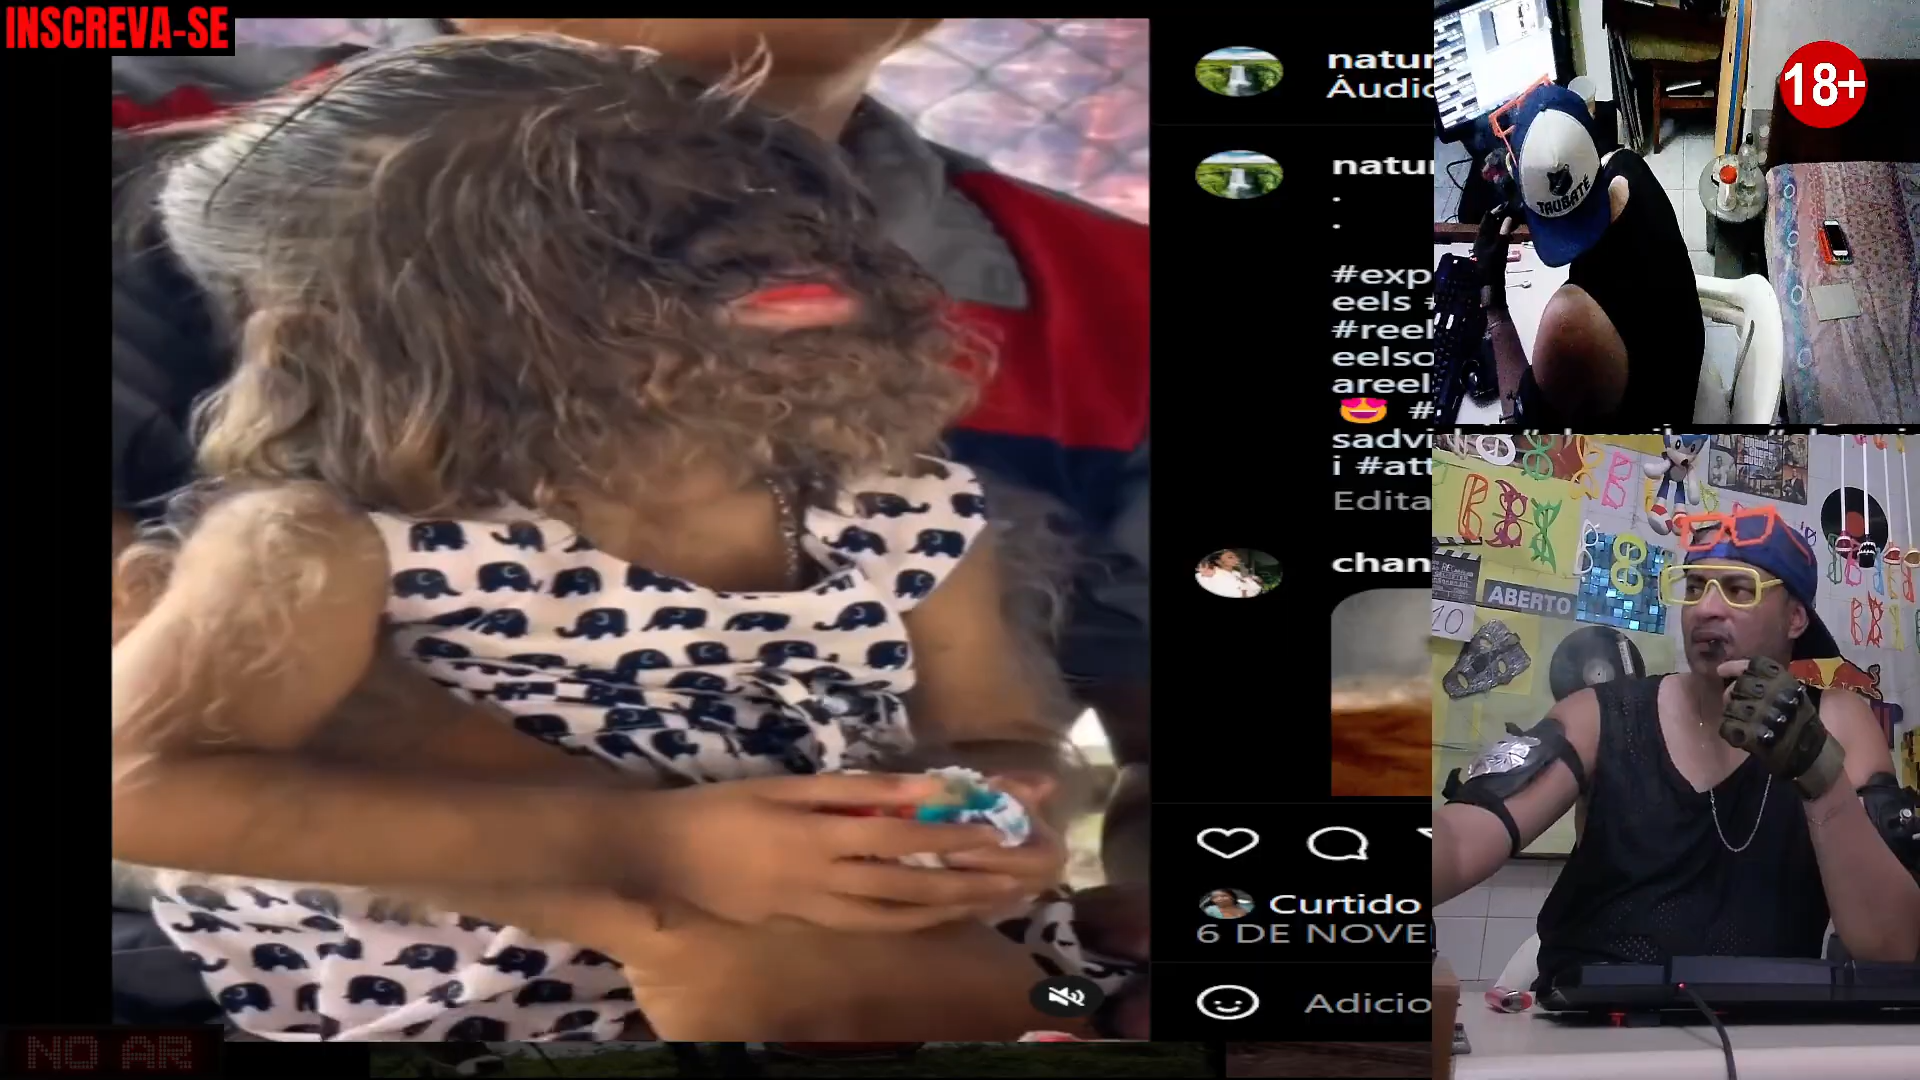 INSCREVA-SE
natur
Áudio
natur
.
.
#exp
eels #
#reel
eelso
areel
😍 #
sadvi
i #att
Edita
chan
Curtido
6 DE NOVE
Adicio
NO AR
18+
TAUBATÉ
ABERTO
10